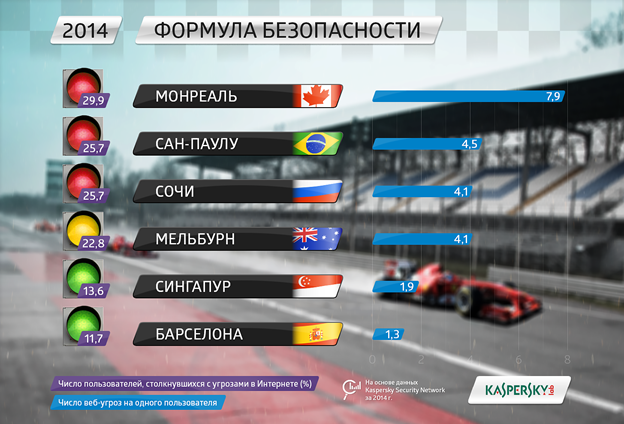 2014 ФОРМУЛА БЕЗОПАСНОСТИ
29,9 МОНРЕАЛЬ 7,9
25,7 САН-ПАУЛУ 4,5
25,7 СОЧИ 4,1
22,8 МЕЛЬБУРН 4,1
13,6 СИНГАПУР 1,9
11,7 БАРСЕЛОНА 1,3
0 2 4 6 8
Число пользователей, столкнувшихся с угрозами в Интернете (%)
Число веб-угроз на одного пользователя
На основе данных
Kaspersky Security Network
за 2014 г.
KASPERSKY lab